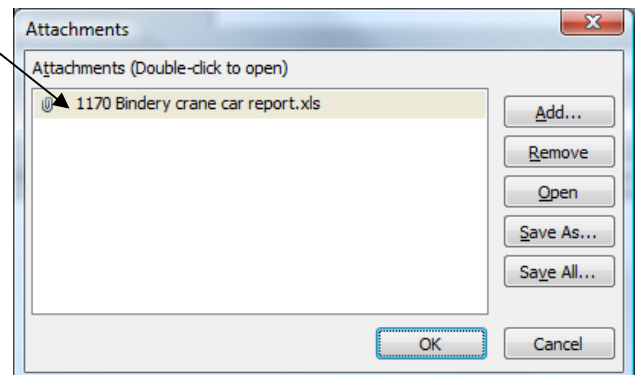 Attachments
Attachments (Double-click to open)
1170 Bindery crane car report.xls
Add...
Remove
Open
Save As...
Save All...
OK
Cancel